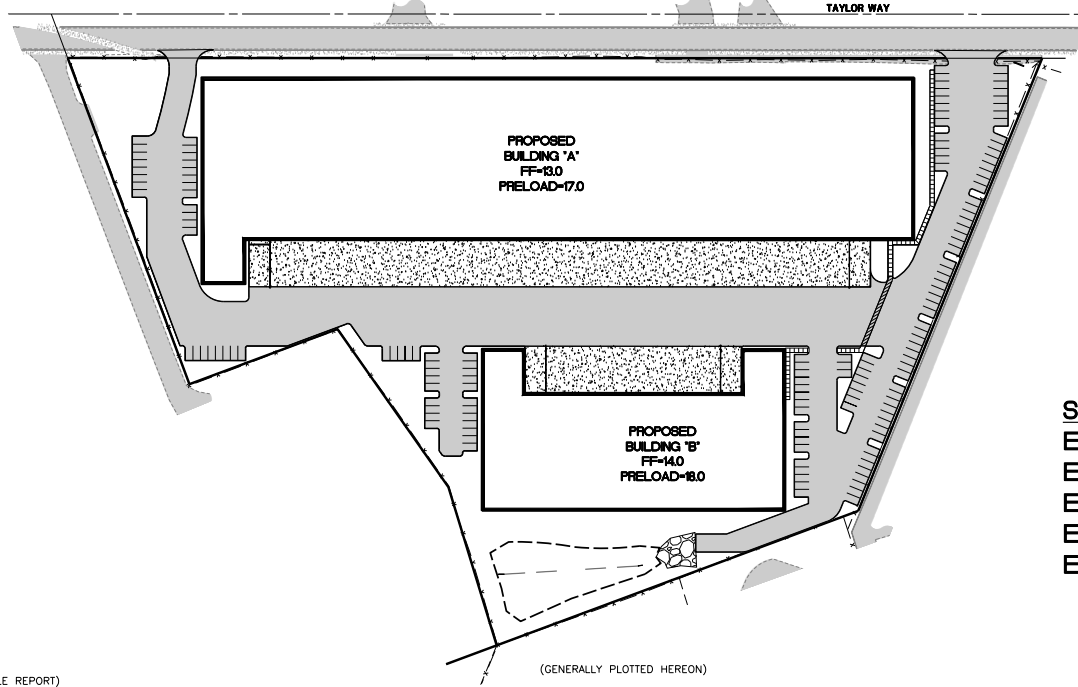 TAYLOR WAY
PROPOSED
BUILDING "A"
FF=13.0
PRELOAD=17.0
PROPOSED
BUILDING "B"
FF=14.0
PRELOAD=18.0
S
E
E
E
E
E
(GENERALLY PLOTTED HEREON)
LE REPORT)